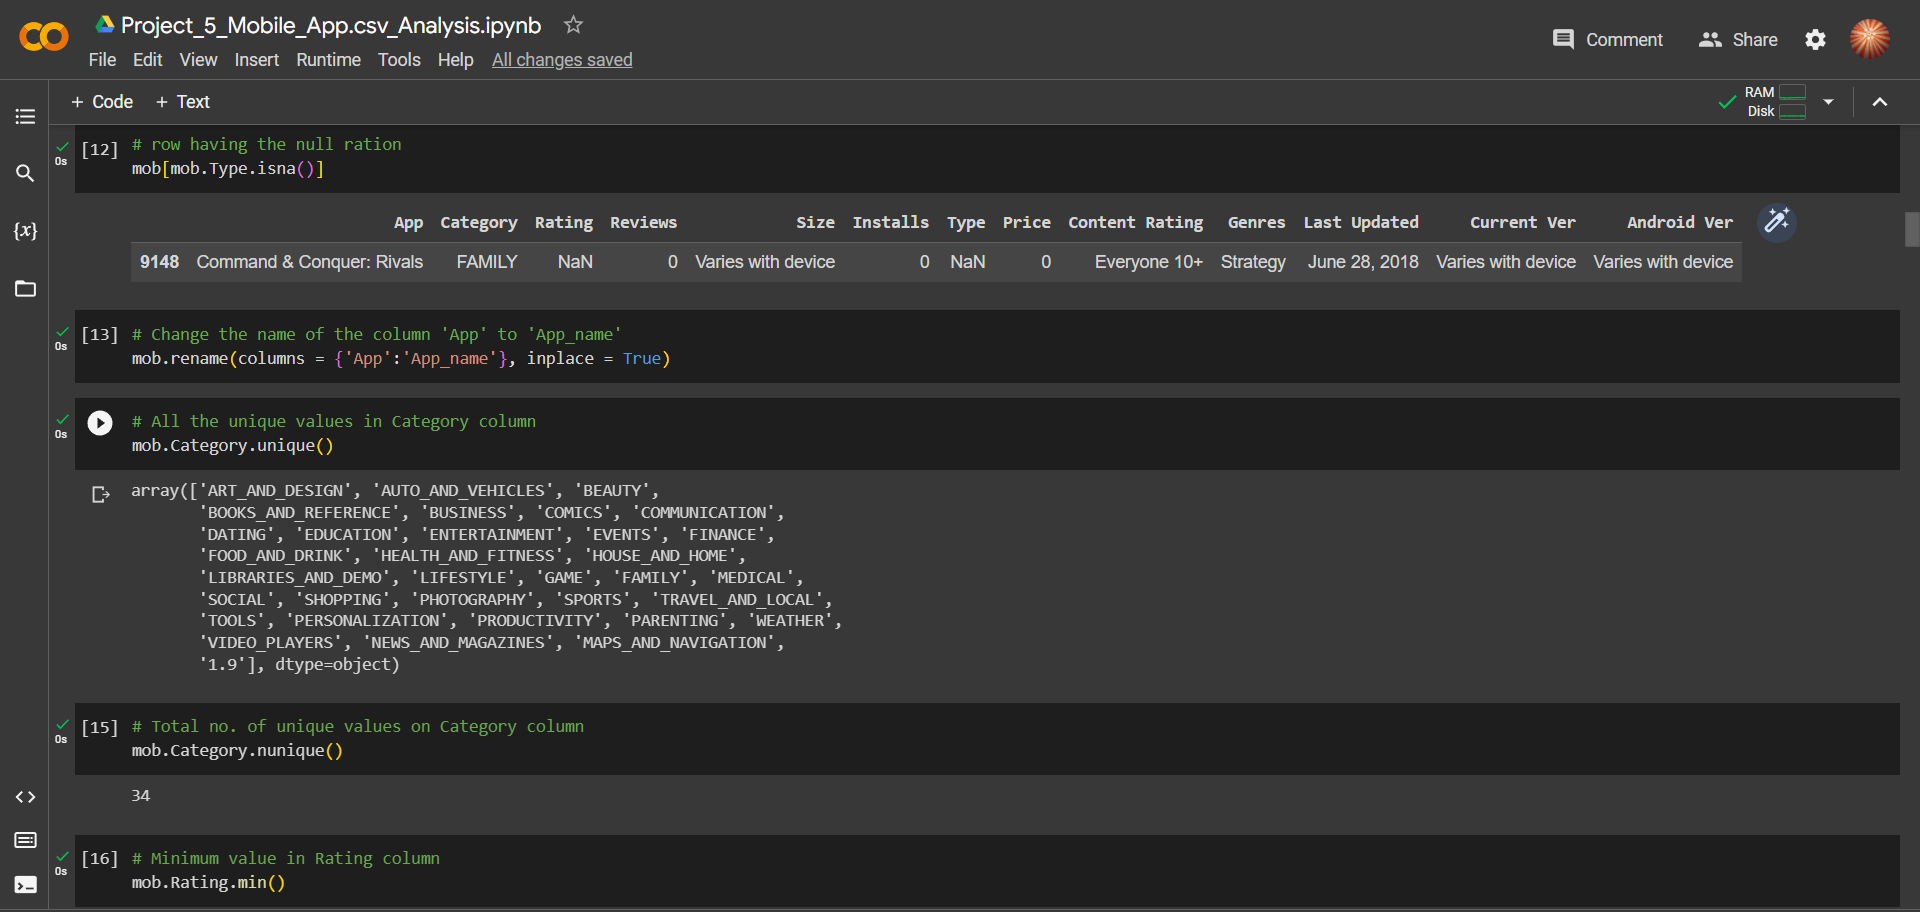 Project_5_Mobile_App.csv_Analysis.ipynb
File Edit View Insert Runtime Tools Help All changes saved
Comment Share
+ Code + Text
RAM
Disk
0s
[12] # row having the null ration
mob[mob.Type.isna()]
App Category Rating Reviews Size Installs Type Price Content Rating Genres Last Updated Current Ver Android Ver
9148 Command & Conquer: Rivals FAMILY NaN 0 Varies with device 0 NaN 0 Everyone 10+ Strategy June 28, 2018 Varies with device Varies with device
{x}
0s
[13] # Change the name of the column 'App' to 'App_name'
mob.rename(columns = {'App':'App_name'}, inplace = True)
0s
# All the unique values in Category column
mob.Category.unique()
array(['ART_AND_DESIGN', 'AUTO_AND_VEHICLES', 'BEAUTY',
'BOOKS_AND_REFERENCE', 'BUSINESS', 'COMICS', 'COMMUNICATION',
'DATING', 'EDUCATION', 'ENTERTAINMENT', 'EVENTS', 'FINANCE',
'FOOD_AND_DRINK', 'HEALTH_AND_FITNESS', 'HOUSE_AND_HOME',
'LIBRARIES_AND_DEMO', 'LIFESTYLE', 'GAME', 'FAMILY', 'MEDICAL',
'SOCIAL', 'SHOPPING', 'PHOTOGRAPHY', 'SPORTS', 'TRAVEL_AND_LOCAL',
'TOOLS', 'PERSONALIZATION', 'PRODUCTIVITY', 'PARENTING', 'WEATHER',
'VIDEO_PLAYERS', 'NEWS_AND_MAGAZINES', 'MAPS_AND_NAVIGATION',
'1.9'], dtype=object)
0s
[15] # Total no. of unique values on Category column
mob.Category.nunique()
34
0s
[16] # Minimum value in Rating column
mob.Rating.min()